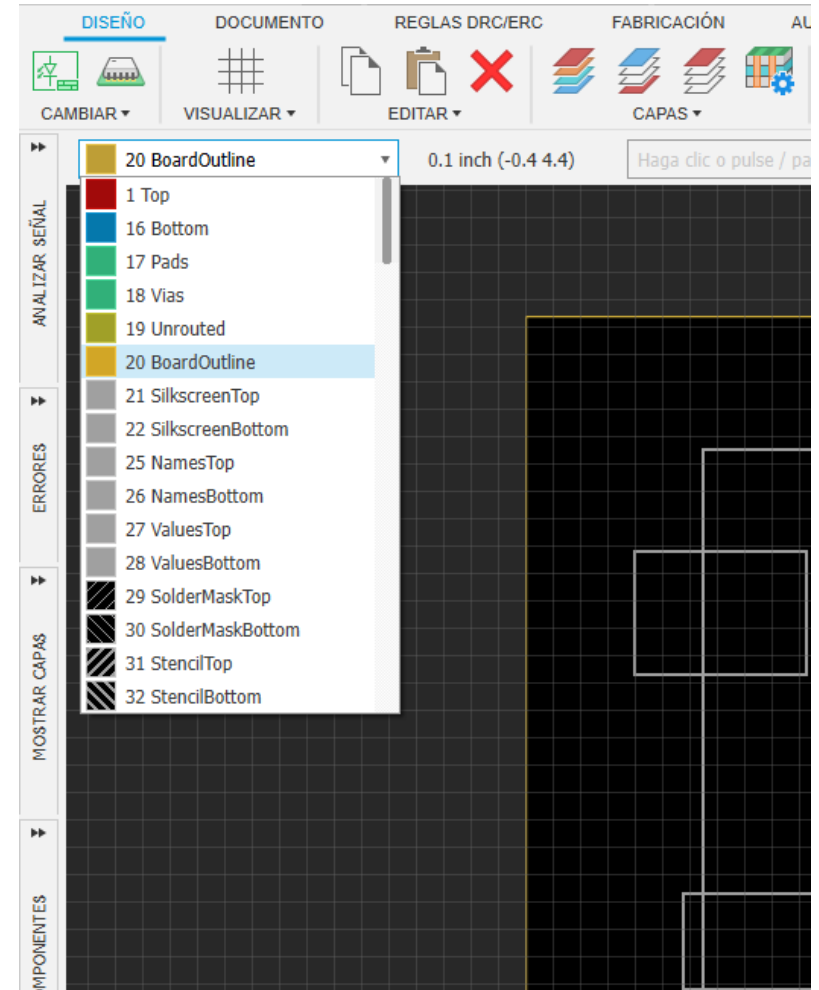 DISEÑO DOCUMENTO REGLAS DRC/ERC FABRICACIÓN AU
CAMBIAR ▾ VISUALIZAR ▾ EDITAR ▾ CAPAS ▾
20 BoardOutline 0.1 inch (-0.4 4.4) Haga clic o pulse / pa
1 Top
16 Bottom
17 Pads
18 Vias
19 Unrouted
20 BoardOutline
21 SilkscreenTop
22 SilkscreenBottom
25 NamesTop
26 NamesBottom
27 ValuesTop
28 ValuesBottom
29 SolderMaskTop
30 SolderMaskBottom
31 StencilTop
32 StencilBottom
ANALIZAR SEÑAL
ERRORES
MOSTRAR CAPAS
OMPONENTES